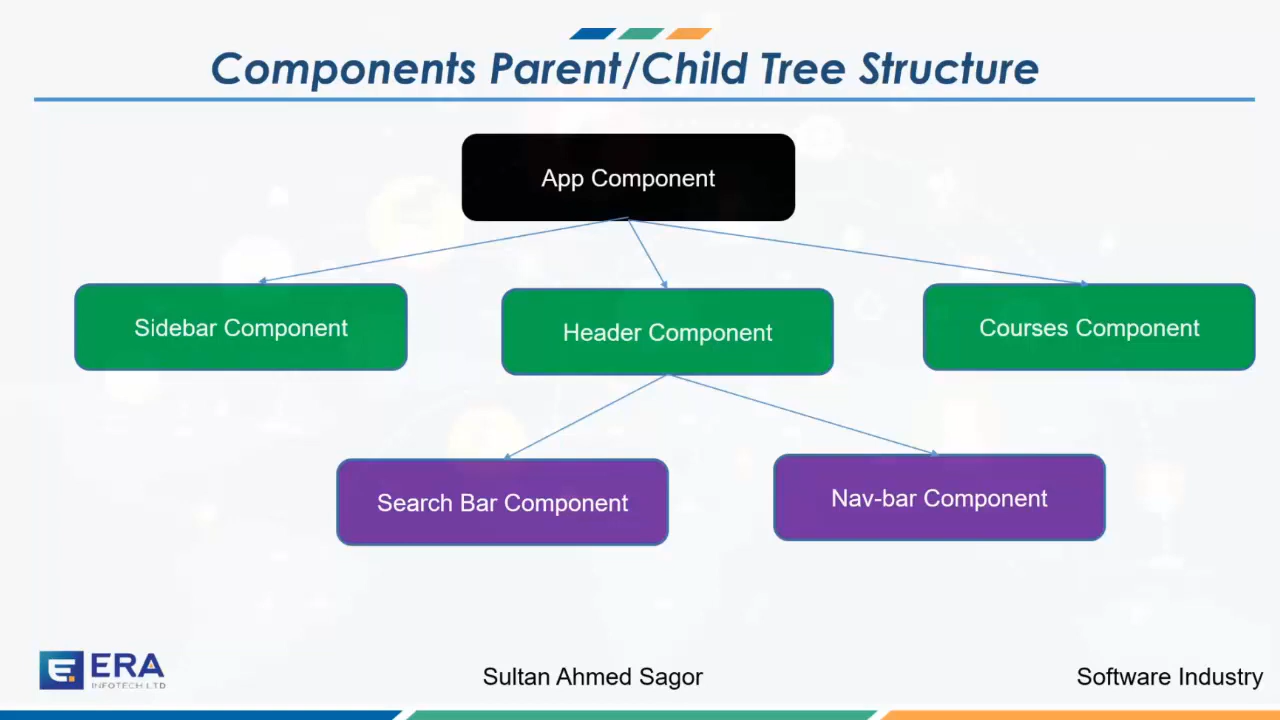 Components Parent/Child Tree Structure
App Component
Sidebar Component
Header Component
Courses Component
Search Bar Component
Nav-bar Component
ERA
INFOTECH LTD
Sultan Ahmed Sagor
Software Industry